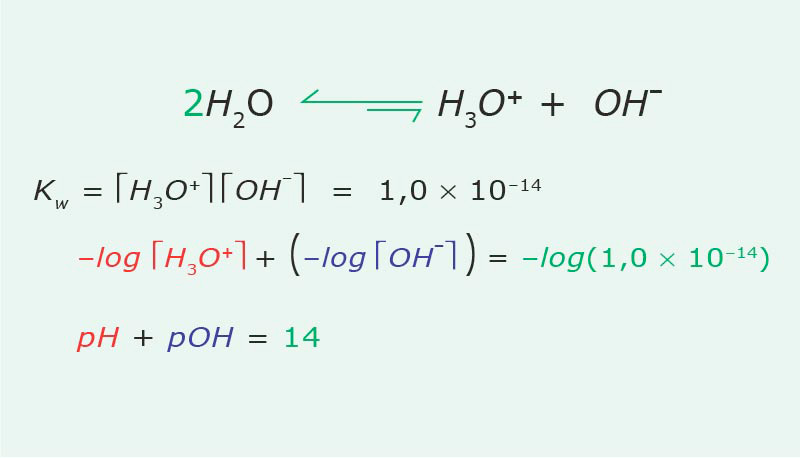 2H₂O ⇌ H₃O⁺ + OH⁻
K_w = ⌈H₃O⁺⌉⌈OH⁻⌉ = 1,0 × 10⁻¹⁴
–log ⌈H₃O⁺⌉ + (–log ⌈OH⁻⌉) = –log(1,0 × 10⁻¹⁴)
pH + pOH = 14